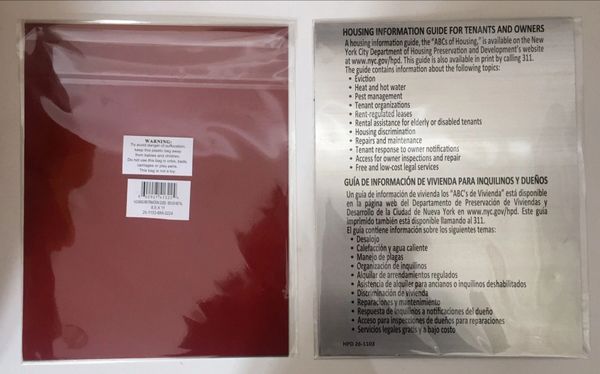 WARNING:
To avoid danger of suffocation,
keep this plastic bag away
from babies and children.
Do not use this bag in cribs, beds,
carriages or play pens.
This bag is not a toy.
8.5 X 11
HOUSING INFORMATION GUIDE FOR TENANTS AND OWNERS
A housing information guide, the "ABCs of Housing," is available on the New
York City Department of Housing Preservation and Development's website
at www.nyc.gov/hpd. This guide is also available in print by calling 311.
The guide contains information about the following topics:
• Eviction
• Heat and hot water
• Pest management
• Tenant organizations
• Rent-regulated leases
• Rental assistance for elderly or disabled tenants
• Housing discrimination
• Repairs and maintenance
• Tenant response to owner notifications
• Access for owner inspections and repair
• Free and low-cost legal services
GUÍA DE INFORMACIÓN DE VIVIENDA PARA INQUILINOS Y DUEÑOS
Un guía de información de vivienda los "ABC's de Vivienda" está disponible
en la página web del Departamento de Preservación de Viviendas y
Desarrollo de la Ciudad de Nueva York en www.nyc.gov/hpd. Este guía
imprimido también está disponible llamando al 311.
El guía contiene información sobre los siguientes temas:
• Desalojo
• Calefacción y agua caliente
• Manejo de plagas
• Organización de inquilinos
• Alquilar de arrendamientos regulados
• Asistencia de alquiler para ancianos o inquilinos deshabilitados
• Discriminación de vivienda
• Reparaciones y mantenimiento
• Respuesta de inquilinos a notificaciones del dueño
• Acceso para inspecciones de dueños para reparaciones
• Servicios legales gratis y a bajo costo
HPD 26-1103